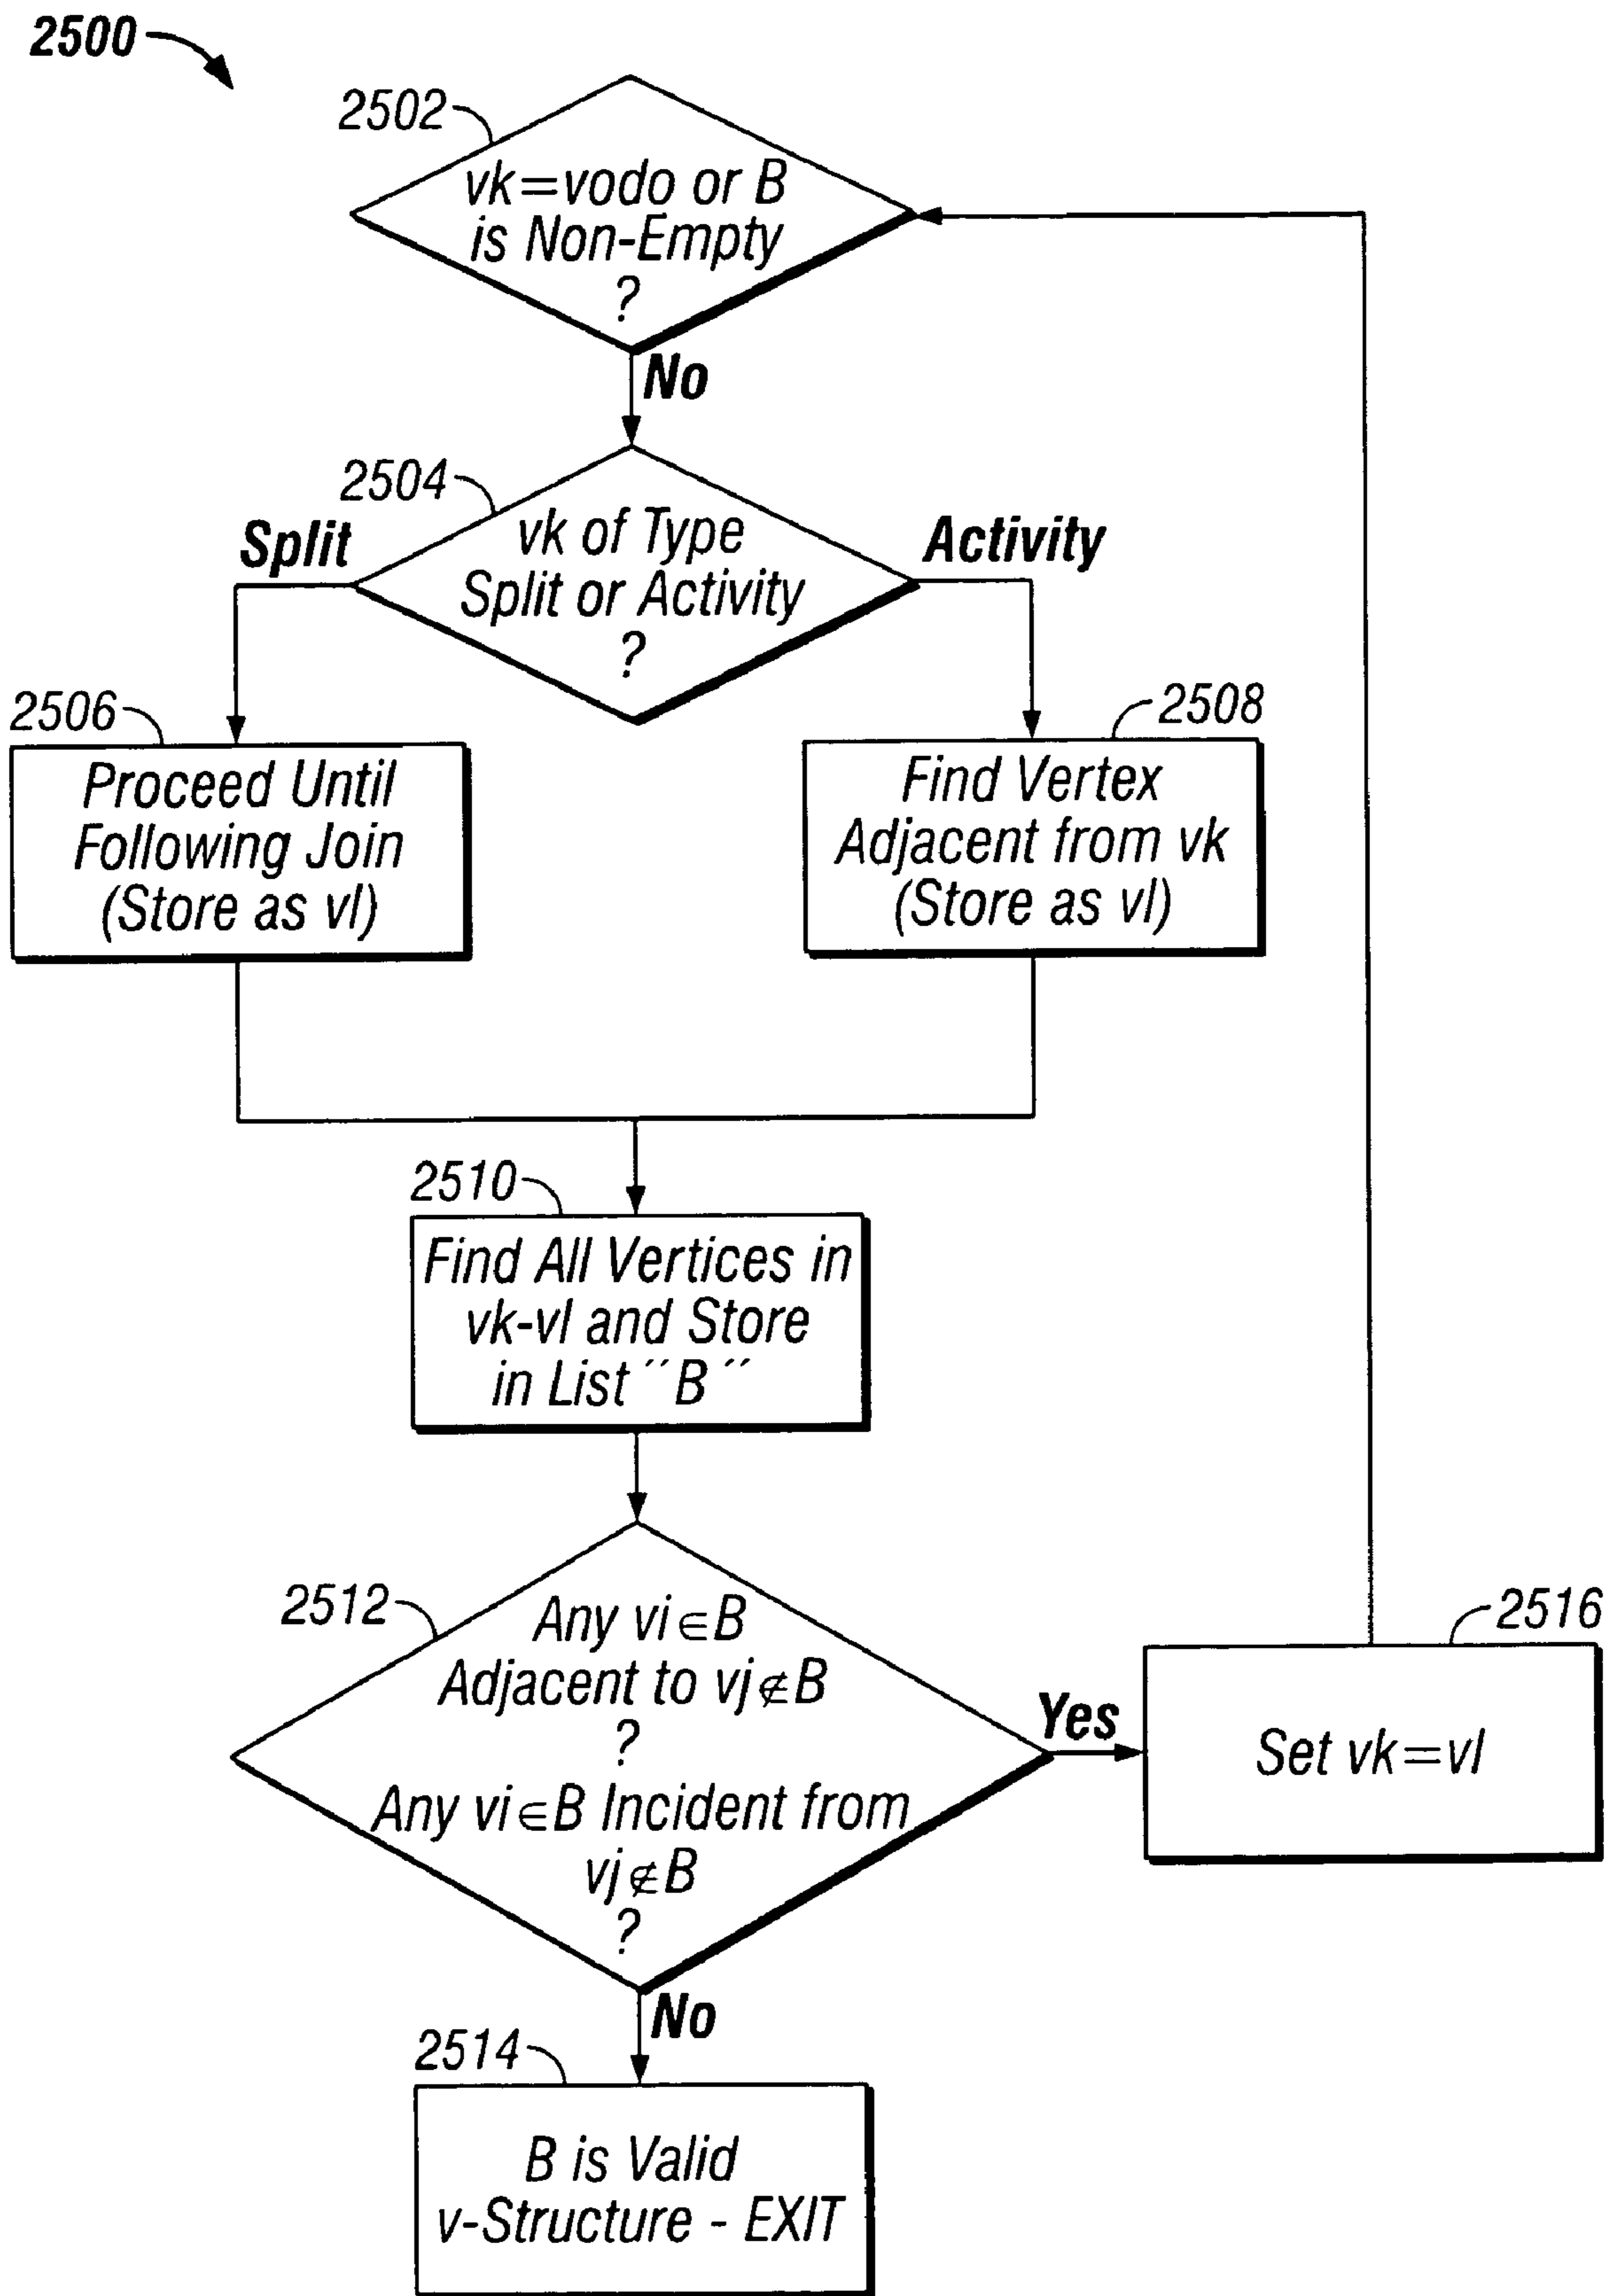 2500
2502
vk=vodo or B
is Non-Empty
?
No
2504
Split
vk of Type
Split or Activity
?
Activity
2506
Proceed Until
Following Join
(Store as vl)
2508
Find Vertex
Adjacent from vk
(Store as vl)
2510
Find All Vertices in
vk-vl and Store
in List ˝B˝
2512
Any vi∈B
Adjacent to vj∉B
?
Any vi∈B Incident from
vj∉B
?
Yes
2516
Set vk=vl
No
2514
B is Valid
v-Structure - EXIT